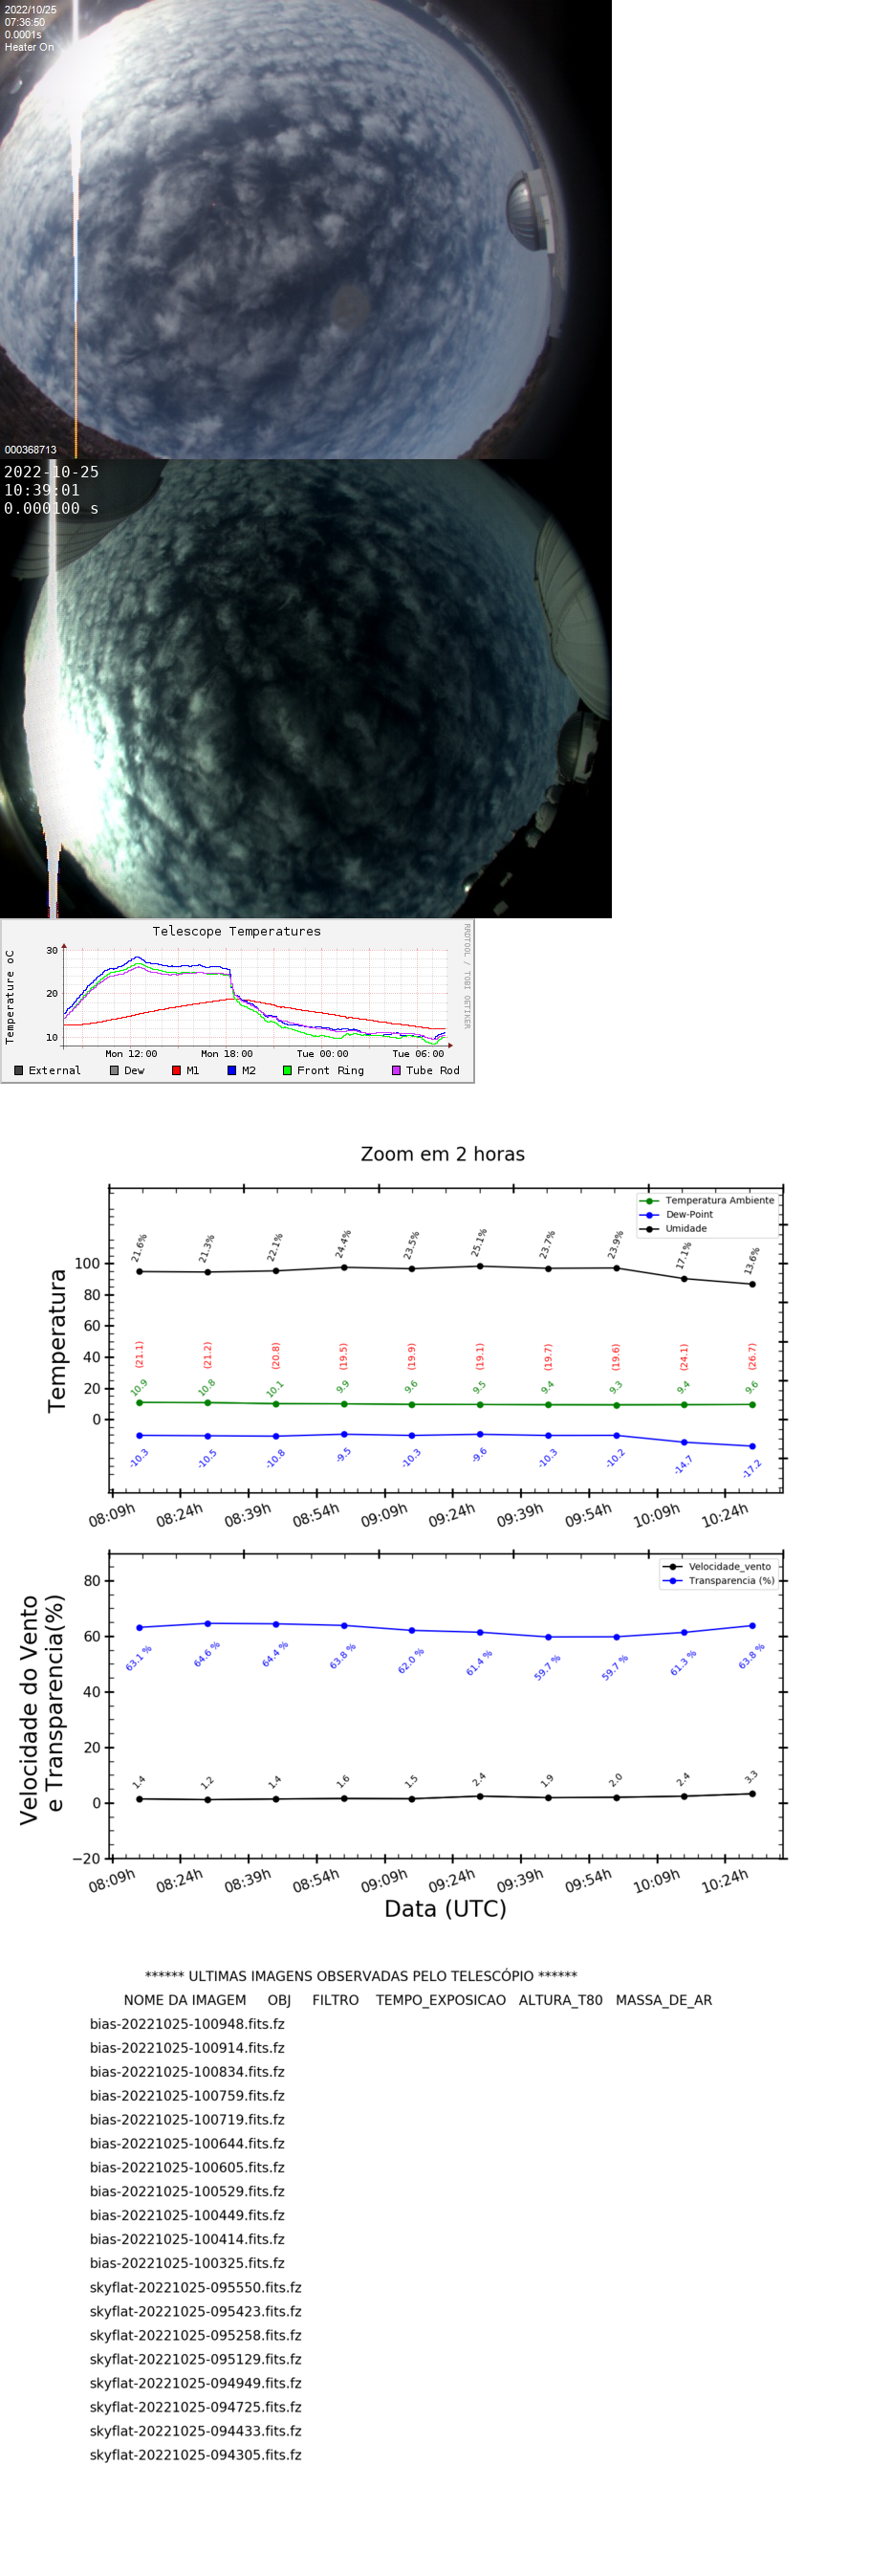 2022/10/25
07:36:50
0.0001s
Heater On
000368713
2022-10-25
10:39:01
0.000100 s
Telescope Temperatures
RRDTOOL / TOBI OETIKER
Temperature oC
30
20
10
Mon 12:00 Mon 18:00 Tue 00:00 Tue 06:00
External Dew M1 M2 Front Ring Tube Rod
Zoom em 2 horas
Temperatura Ambiente
Dew-Point
Umidade
Temperatura
100
80
60
40
20
0
21.6% 21.3% 22.1% 24.4% 23.5% 25.1% 23.7% 23.9% 17.1% 13.6%
(21.1) (21.2) (20.8) (19.5) (19.9) (19.1) (19.7) (19.6) (24.1) (26.7)
10.9 10.8 10.1 9.9 9.6 9.5 9.4 9.3 9.4 9.6
-10.3 -10.5 -10.8 -9.5 -10.3 -9.6 -10.3 -10.2 -14.7 -17.2
08:09h 08:24h 08:39h 08:54h 09:09h 09:24h 09:39h 09:54h 10:09h 10:24h
Velocidade_vento
Transparencia (%)
Velocidade do Vento
e Transparencia(%)
80
60
40
20
0
−20
63.1 % 64.6 % 64.4 % 63.8 % 62.0 % 61.4 % 59.7 % 59.7 % 61.3 % 63.8 %
1.4 1.2 1.4 1.6 1.5 2.4 1.9 2.0 2.4 3.3
08:09h 08:24h 08:39h 08:54h 09:09h 09:24h 09:39h 09:54h 10:09h 10:24h
Data (UTC)
****** ULTIMAS IMAGENS OBSERVADAS PELO TELESCÓPIO ******
NOME DA IMAGEM OBJ FILTRO TEMPO_EXPOSICAO ALTURA_T80 MASSA_DE_AR
bias-20221025-100948.fits.fz
bias-20221025-100914.fits.fz
bias-20221025-100834.fits.fz
bias-20221025-100759.fits.fz
bias-20221025-100719.fits.fz
bias-20221025-100644.fits.fz
bias-20221025-100605.fits.fz
bias-20221025-100529.fits.fz
bias-20221025-100449.fits.fz
bias-20221025-100414.fits.fz
bias-20221025-100325.fits.fz
skyflat-20221025-095550.fits.fz
skyflat-20221025-095423.fits.fz
skyflat-20221025-095258.fits.fz
skyflat-20221025-095129.fits.fz
skyflat-20221025-094949.fits.fz
skyflat-20221025-094725.fits.fz
skyflat-20221025-094433.fits.fz
skyflat-20221025-094305.fits.fz